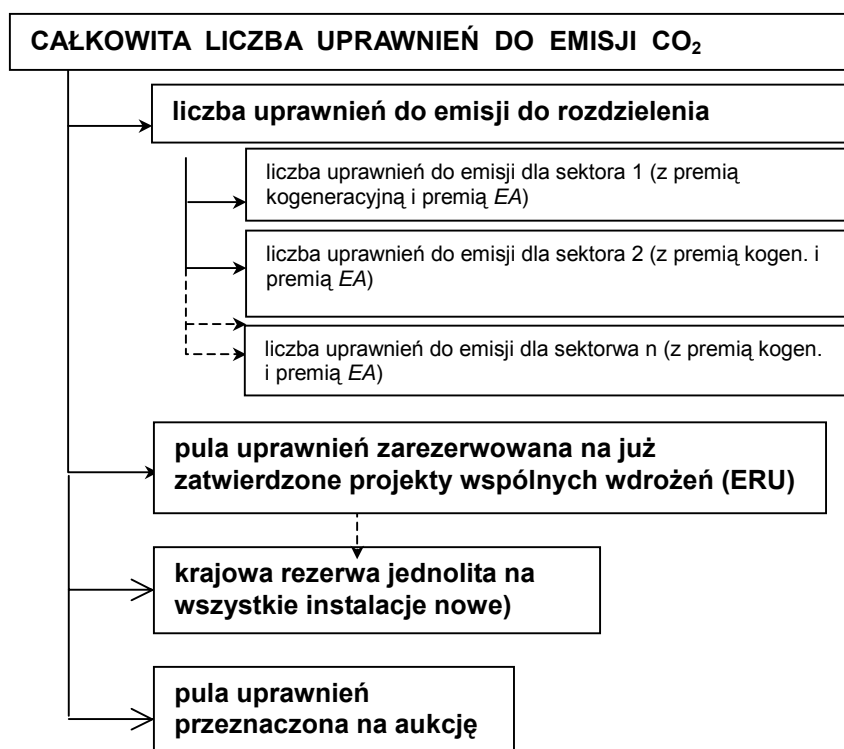 CAŁKOWITA LICZBA UPRAWNIEŃ DO EMISJI CO₂
liczba uprawnień do emisji do rozdzielenia
liczba uprawnień do emisji dla sektora 1 (z premią
kogeneracyjną i premią EA)
liczba uprawnień do emisji dla sektora 2 (z premią kogen. i
premią EA)
liczba uprawnień do emisji dla sektorwa n (z premią kogen.
i premią EA)
pula uprawnień zarezerwowana na już
zatwierdzone projekty wspólnych wdrożeń (ERU)
krajowa rezerwa jednolita na
wszystkie instalacje nowe)
pula uprawnień
przeznaczona na aukcję